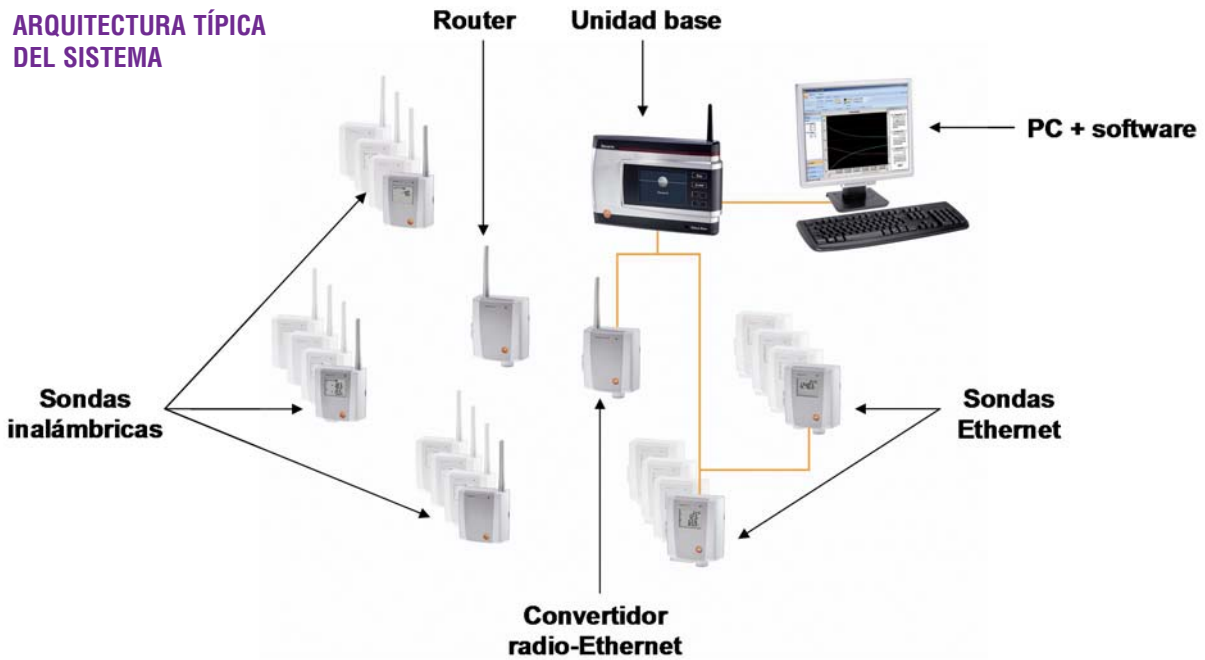 ARQUITECTURA TÍPICA
DEL SISTEMA
Router
Unidad base
PC + software
Sondas
inalámbricas
Sondas
Ethernet
Convertidor
radio-Ethernet